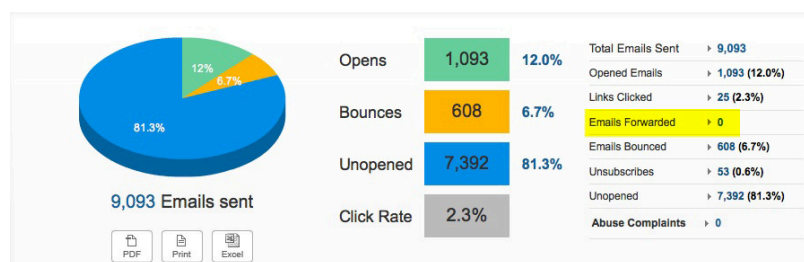 12%
6.7%
81.3%
9,093 Emails sent
PDF
Print
Excel
Opens 1,093 12.0%
Bounces 608 6.7%
Unopened 7,392 81.3%
Click Rate 2.3%
Total Emails Sent 9,093
Opened Emails 1,093 (12.0%)
Links Clicked 25 (2.3%)
Emails Forwarded 0
Emails Bounced 608 (6.7%)
Unsubscribes 53 (0.6%)
Unopened 7,392 (81.3%)
Abuse Complaints 0